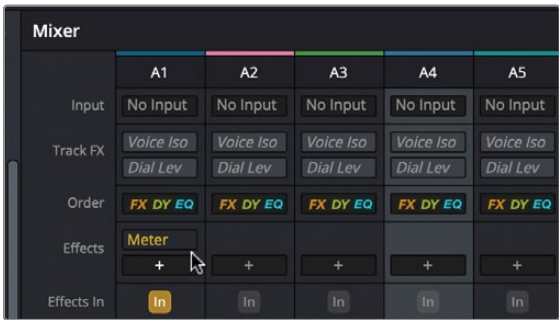 Mixer
A1 A2 A3 A4 A5
Input No Input No Input No Input No Input No Input
Track FX Voice Iso Voice Iso Voice Iso Voice Iso Voice Iso
Dial Lev Dial Lev Dial Lev Dial Lev Dial Lev
Order FX DY EQ FX DY EQ FX DY EQ FX DY EQ FX DY EQ
Effects Meter
+ + + + +
Effects In In In In In In